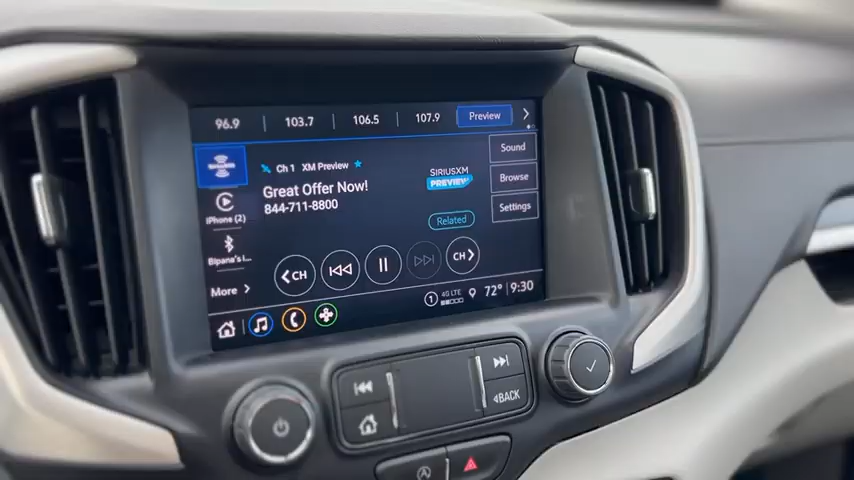 96.9 103.7 106.5 107.9 Preview
Sound
Ch 1 XM Preview
SIRIUSXM
PREVIEW
Great Offer Now!
844-711-8800
Browse
iPhone (2)
Settings
Related
Bipana's i...
CH CH
More
1 4G LTE 72° 9:30
BACK